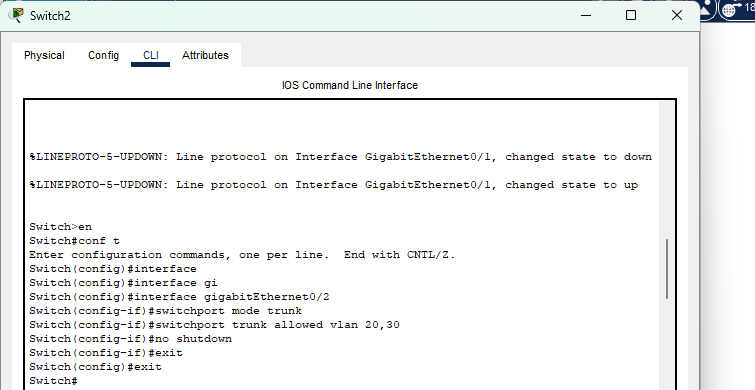 Switch2
18
Physical Config CLI Attributes
IOS Command Line Interface
%LINEPROTO-5-UPDOWN: Line protocol on Interface GigabitEthernet0/1, changed state to down
%LINEPROTO-5-UPDOWN: Line protocol on Interface GigabitEthernet0/1, changed state to up
Switch>en
Switch#conf t
Enter configuration commands, one per line.  End with CNTL/Z.
Switch(config)#interface
Switch(config)#interface gi
Switch(config)#interface gigabitEthernet0/2
Switch(config-if)#switchport mode trunk
Switch(config-if)#switchport trunk allowed vlan 20,30
Switch(config-if)#no shutdown
Switch(config-if)#exit
Switch(config)#exit
Switch#